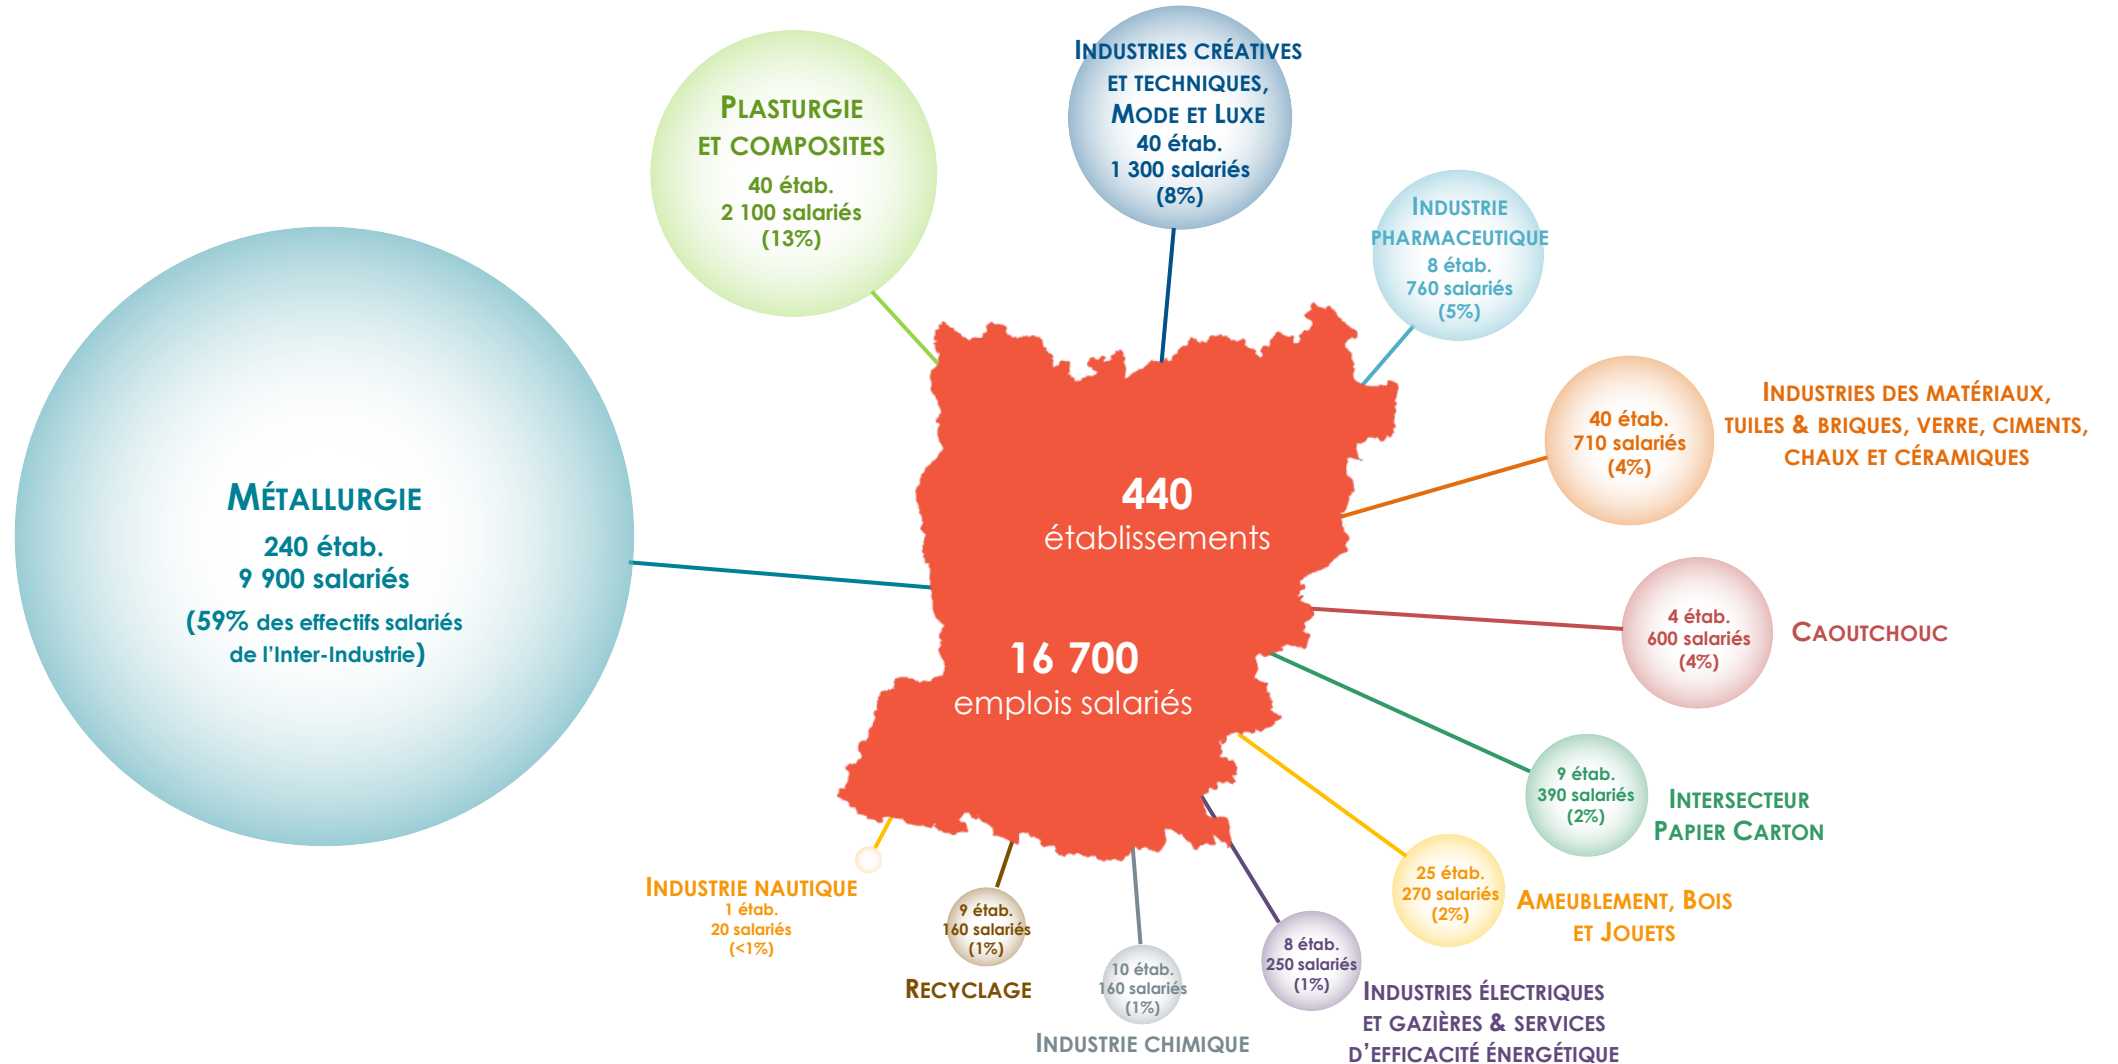 INDUSTRIES CRÉATIVES
ET TECHNIQUES,
MODE ET LUXE
40 étab.
1 300 salariés
(8%)
PLASTURGIE
ET COMPOSITES
40 étab.
2 100 salariés
(13%)
INDUSTRIE
PHARMACEUTIQUE
8 étab.
760 salariés
(5%)
INDUSTRIES DES MATÉRIAUX,
TUILES & BRIQUES, VERRE, CIMENTS,
CHAUX ET CÉRAMIQUES
40 étab.
710 salariés
(4%)
MÉTALLURGIE
240 étab.
9 900 salariés
(59% des effectifs salariés
de l'Inter-Industrie)
440
établissements
16 700
emplois salariés
4 étab.
600 salariés
(4%)
CAOUTCHOUC
9 étab.
390 salariés
(2%)
INTERSECTEUR
PAPIER CARTON
25 étab.
270 salariés
(2%)
AMEUBLEMENT, BOIS
ET JOUETS
INDUSTRIE NAUTIQUE
1 étab.
20 salariés
(<1%)
9 étab.
160 salariés
(1%)
RECYCLAGE
10 étab.
160 salariés
(1%)
INDUSTRIE CHIMIQUE
8 étab.
250 salariés
(1%)
INDUSTRIES ÉLECTRIQUES
ET GAZIÈRES & SERVICES
D'EFFICACITÉ ÉNERGÉTIQUE